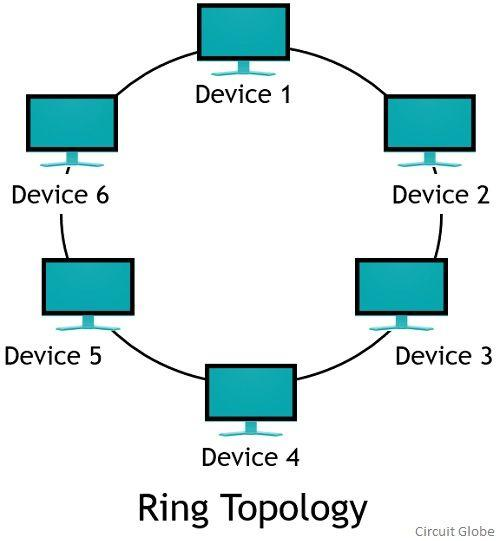 Device 1
Device 6
Device 2
Device 5
Device 3
Device 4
Ring Topology
Circuit Globe